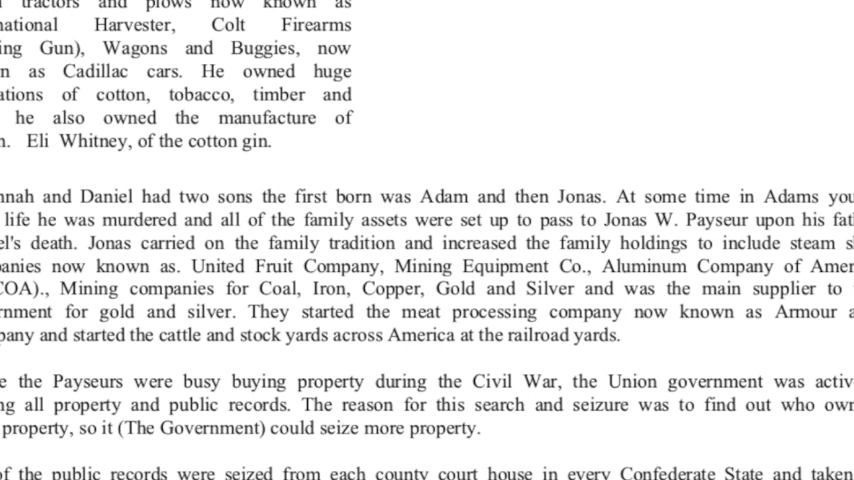 tractors and plows now known as
national Harvester, Colt Firearms
ing Gun), Wagons and Buggies, now
n as Cadillac cars. He owned huge
ations of cotton, tobacco, timber and
he also owned the manufacture of
n. Eli Whitney, of the cotton gin.
nnah and Daniel had two sons the first born was Adam and then Jonas. At some time in Adams you
life he was murdered and all of the family assets were set up to pass to Jonas W. Payseur upon his fat
el's death. Jonas carried on the family tradition and increased the family holdings to include steam s
panies now known as. United Fruit Company, Mining Equipment Co., Aluminum Company of Amer
COA)., Mining companies for Coal, Iron, Copper, Gold and Silver and was the main supplier to
rnment for gold and silver. They started the meat processing company now known as Armour a
pany and started the cattle and stock yards across America at the railroad yards.
e the Payseurs were busy buying property during the Civil War, the Union government was activ
ng all property and public records. The reason for this search and seizure was to find out who own
property, so it (The Government) could seize more property.
of the public records were seized from each county court house in every Confederate State and taken